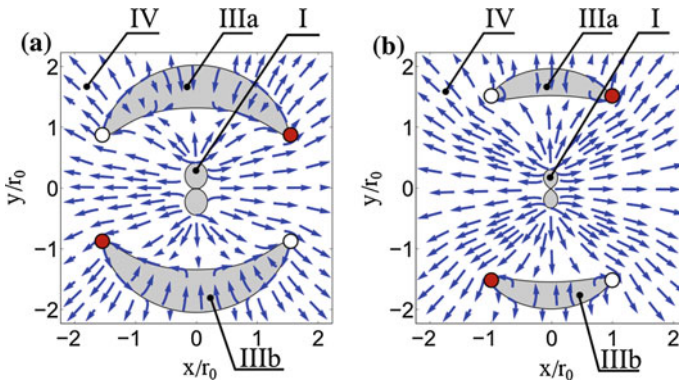 IV IIIa I IV IIIa I
(a) (b)
2 2
1 1
y/r0 0 y/r0 0
−1 −1
−2 −2
−2 −1 0 1 2 −2 −1 0 1 2
x/r0 IIIb x/r0 IIIb